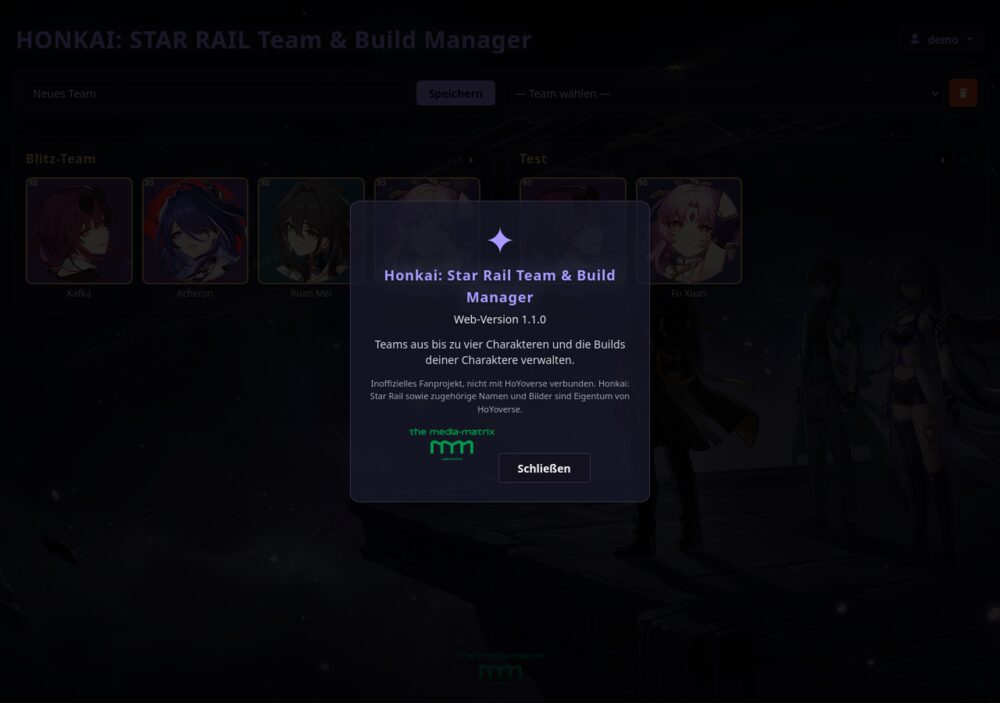 HONKAI: STAR RAIL Team & Build Manager
demo
Neues Team
Speichern
— Team wählen —
Blitz-Team
Test
80
80
80
80
80
80
Kafka
Acheron
Ruan Mei
Fu Xuan
Honkai: Star Rail Team & Build
Manager
Web-Version 1.1.0
Teams aus bis zu vier Charakteren und die Builds
deiner Charaktere verwalten.
Inoffizielles Fanprojekt, nicht mit HoYoverse verbunden. Honkai:
Star Rail sowie zugehörige Namen und Bilder sind Eigentum von
HoYoverse.
the media-matrix
mm
Schließen
the media-matrix
mm